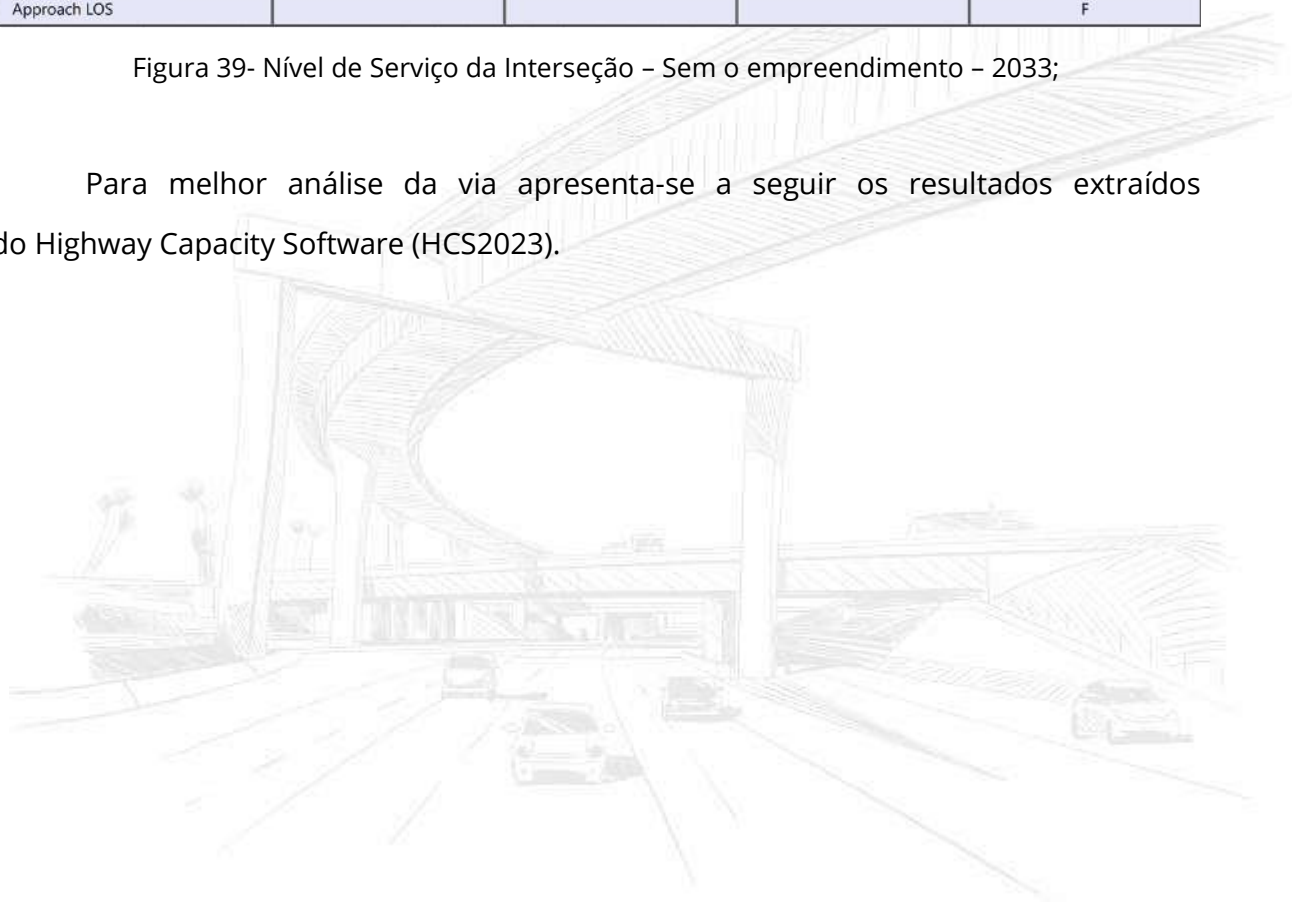 Approach LOS F
Figura 39- Nível de Serviço da Interseção – Sem o empreendimento – 2033;
Para melhor análise da via apresenta-se a seguir os resultados extraídos
do Highway Capacity Software (HCS2023).